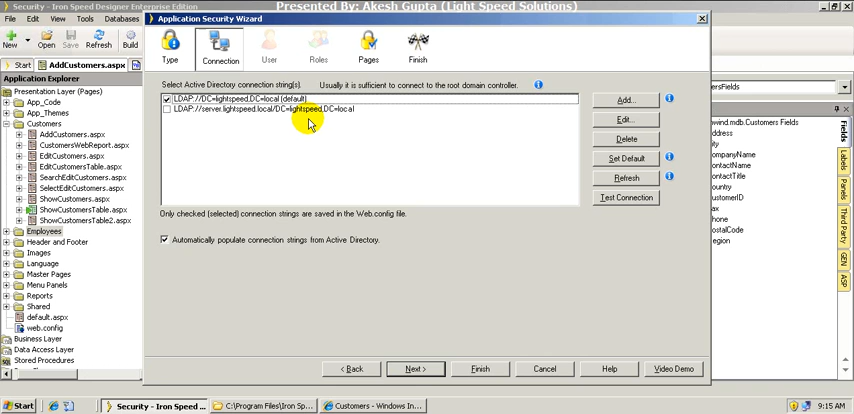 Security - Iron Speed Designer Enterprise Edition
Presented By: Akesh Gupta (Light Speed Solutions)
Edit View Tools Databases
Application Security Wizard
New Open Save Refresh Build
Type Connection User Roles Pages Finish
Start AddCustomers.aspx
Application Explorer
Presentation Layer (Pages)
App_Code
App_Themes
Customers
AddCustomers.aspx
CustomersWebReport.aspx
EditCustomers.aspx
EditCustomersTable.aspx
SearchEditCustomers.aspx
SelectEditCustomers.aspx
ShowCustomers.aspx
ShowCustomersTable.aspx
ShowCustomersTable2.aspx
Employees
Header and Footer
Images
Language
Master Pages
Menu Panels
Reports
Shared
default.aspx
web.config
Business Layer
Data Access Layer
Stored Procedures
Select Active Directory connection string(s). Usually it is sufficient to connect to the root domain controller.
LDAP://DC=lightspeed,DC=local (default)
LDAP://server.lightspeed.local/DC=lightspeed,DC=local
Add...
Edit...
Delete
Set Default
Refresh
Test Connection
Only checked (selected) connection strings are saved in the Web.config file.
Automatically populate connection strings from Active Directory.
< Back Next > Finish Cancel Help Video Demo
ersFields
wind.mdb.Customers Fields
ddress
ity
ompanyName
ontactName
ontactTitle
ountry
ustomerID
ax
hone
ostalCode
egion
Fields
Labels
Panels
Third Party
GEN
ASP
Start Security - Iron Speed ... C:\Program Files\Iron Sp... Customers - Windows In... 9:15 AM